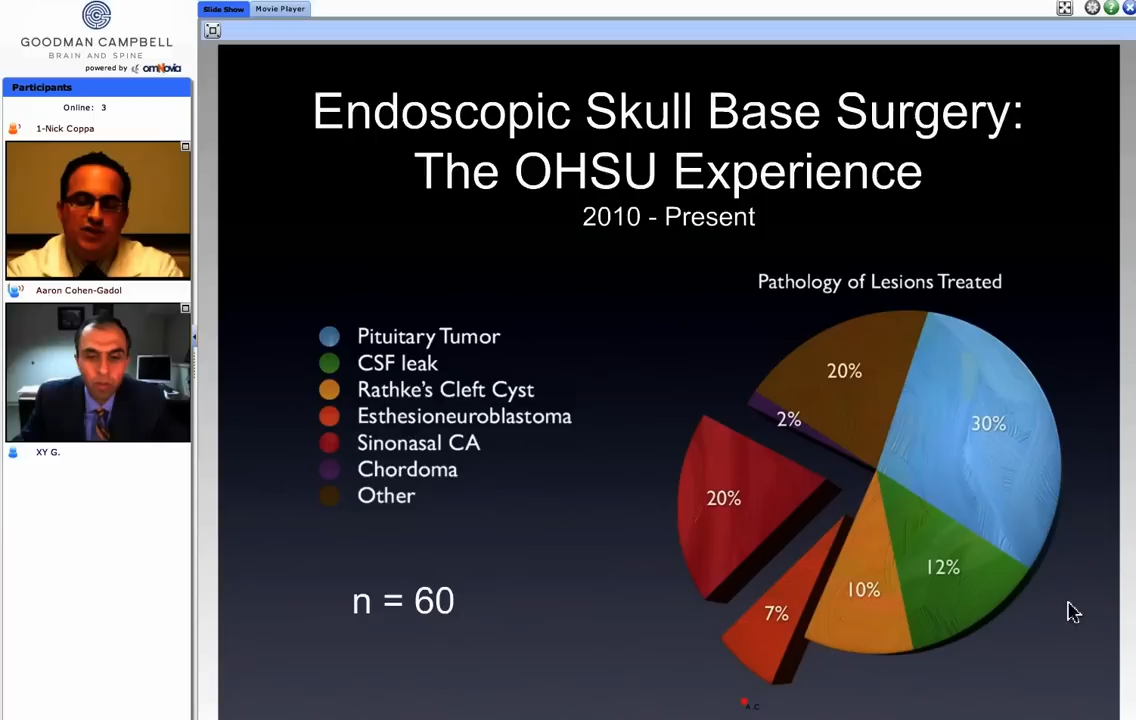 GOODMAN CAMPBELL
BRAIN AND SPINE
powered by omNovia
Participants
Online: 3
1-Nick Coppa
Aaron Cohen-Gadol
XY G.
Slide Show
Movie Player
Endoscopic Skull Base Surgery:
The OHSU Experience
2010 - Present
Pathology of Lesions Treated
Pituitary Tumor
CSF leak
Rathke's Cleft Cyst
Esthesioneuroblastoma
Sinonasal CA
Chordoma
Other
n = 60
20%
30%
2%
20%
12%
10%
7%
A.C